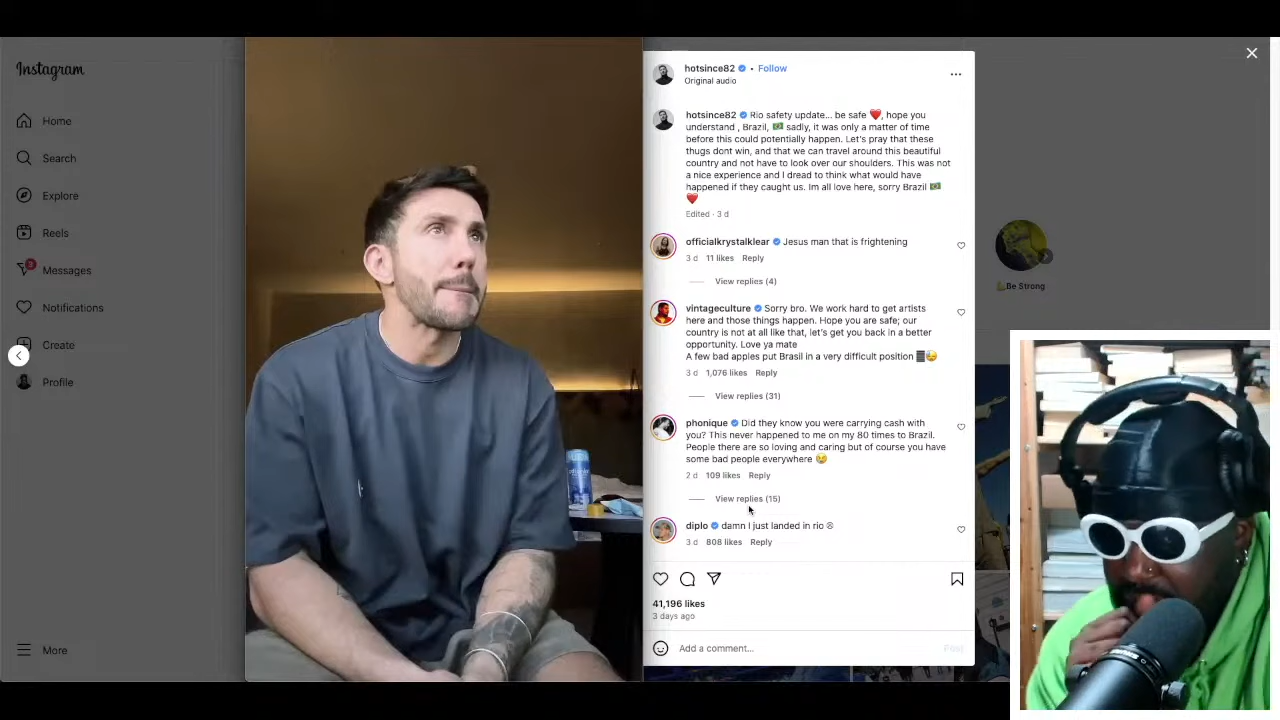 Instagram
Home
Search
Explore
Reels
3
Messages
Notifications
Create
Profile
More
hotsince82 • Follow
Original audio
...
hotsince82 Rio safety update... be safe ❤️, hope you
understand , Brazil, 🇧🇷 sadly, it was only a matter of time
before this could potentially happen. Let's pray that these
thugs dont win, and that we can travel around this beautiful
country and not have to look over our shoulders. This was not
a nice experience and I dread to think what would have
happened if they caught us. Im all love here, sorry Brazil 🇧🇷
❤️
Edited · 3 d
officialkrystalklear Jesus man that is frightening
3 d 11 likes Reply
View replies (4)
vintageculture Sorry bro. We work hard to get artists
here and those things happen. Hope you are safe; our
country is not at all like that, let's get you back in a better
opportunity. Love ya mate
A few bad apples put Brasil in a very difficult position
3 d 1,076 likes Reply
View replies (31)
phonique Did they know you were carrying cash with
you? This never happened to me on my 80 times to Brazil.
People there are so loving and caring but of course you have
some bad people everywhere 😢
2 d 109 likes Reply
View replies (15)
diplo damn I just landed in rio ☹
3 d 808 likes Reply
41,196 likes
3 days ago
Add a comment...
Post
💪Be Strong